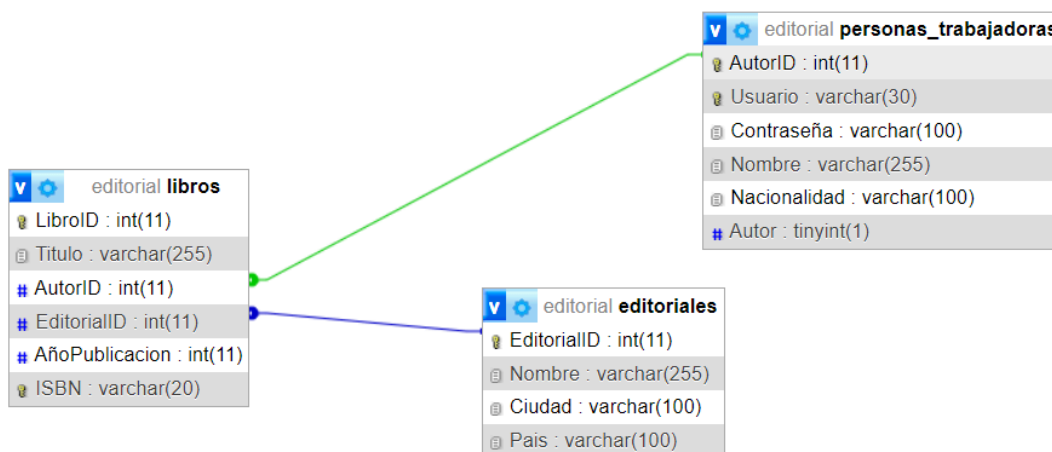 editorial personas_trabajadoras
AutorID : int(11)
Usuario : varchar(30)
Contraseña : varchar(100)
Nombre : varchar(255)
Nacionalidad : varchar(100)
# Autor : tinyint(1)
v editorial libros
LibroID : int(11)
Titulo : varchar(255)
# AutorID : int(11)
# EditorialID : int(11)
# AñoPublicacion : int(11)
ISBN : varchar(20)
v editorial editoriales
EditorialID : int(11)
Nombre : varchar(255)
Ciudad : varchar(100)
Pais : varchar(100)